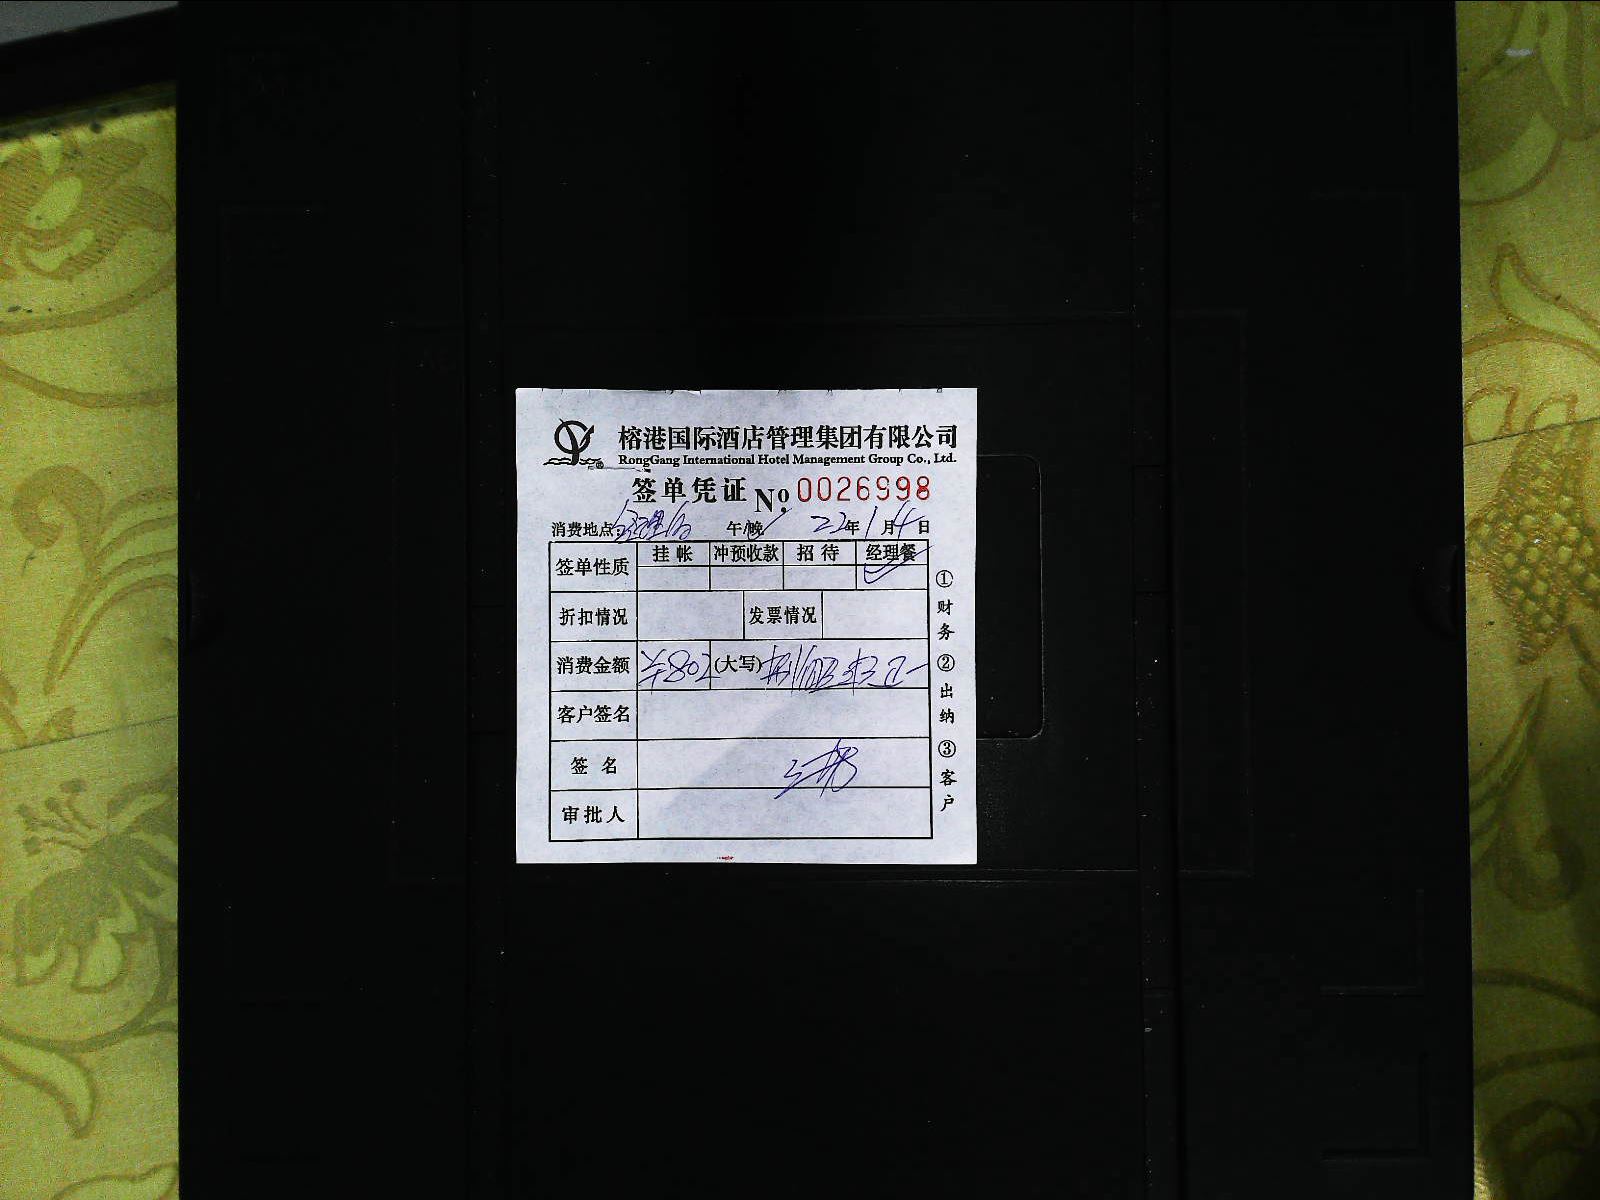 榕港国际酒店管理集团有限公司
RongGang International Hotel Management Group Co., Ltd.
签单凭证 No. 0026998
消费地点: 午/晚 22年1月4日
签单性质 挂帐 冲预收款 招待 经理餐
折扣情况 发票情况
消费金额 ¥802 (大写)
客户签名
签名
审批人
①财务 ②出纳 ③客户